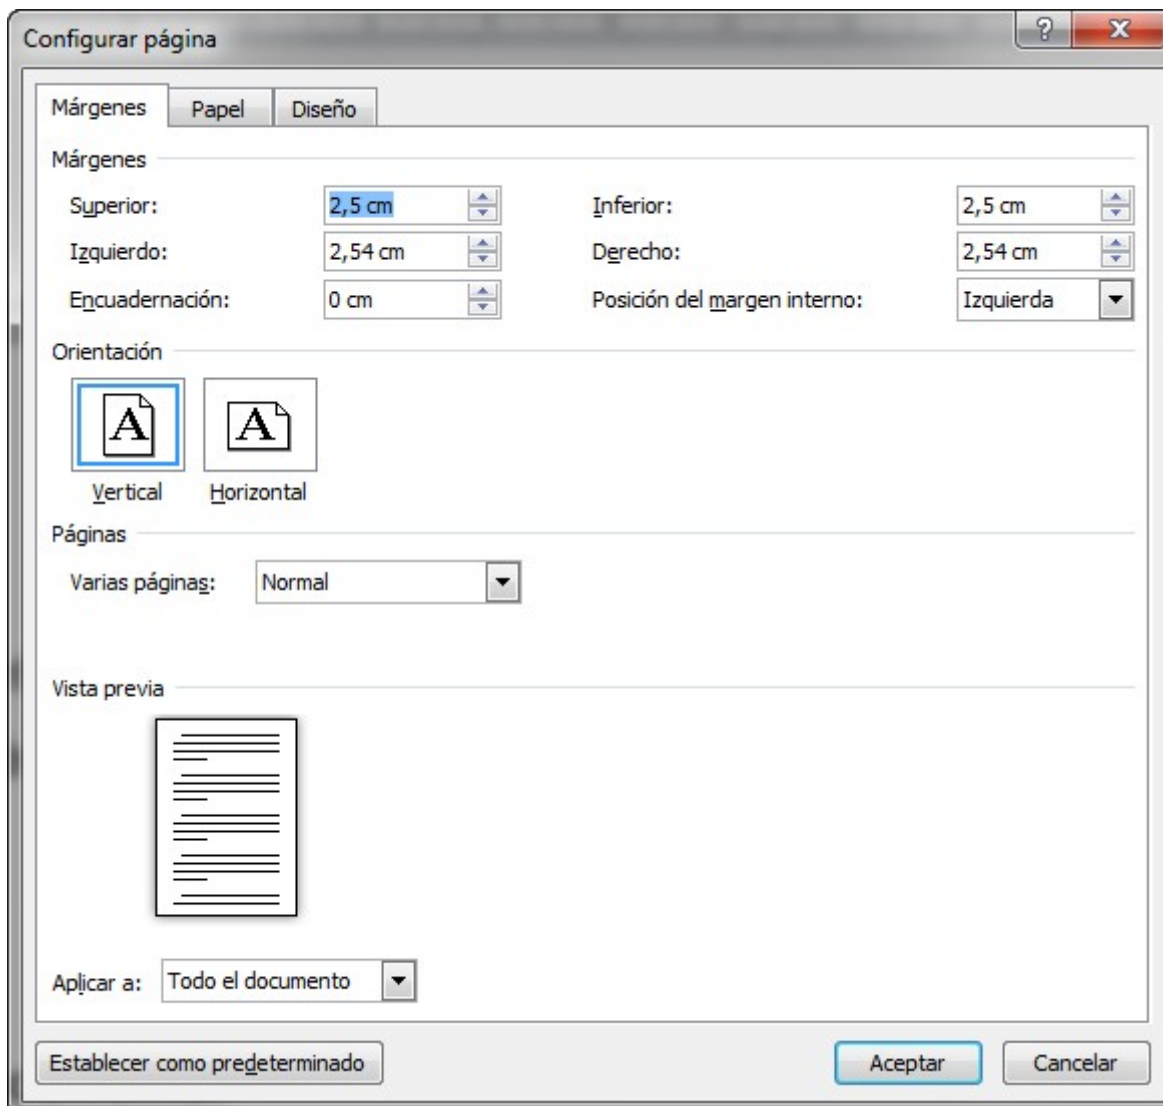 Configurar página
Márgenes Papel Diseño
Márgenes
Superior: 2,5 cm Inferior: 2,5 cm
Izquierdo: 2,54 cm Derecho: 2,54 cm
Encuadernación: 0 cm Posición del margen interno: Izquierda
Orientación
A A
Vertical Horizontal
Páginas
Varias páginas: Normal
Vista previa
Aplicar a: Todo el documento
Establecer como predeterminado Aceptar Cancelar